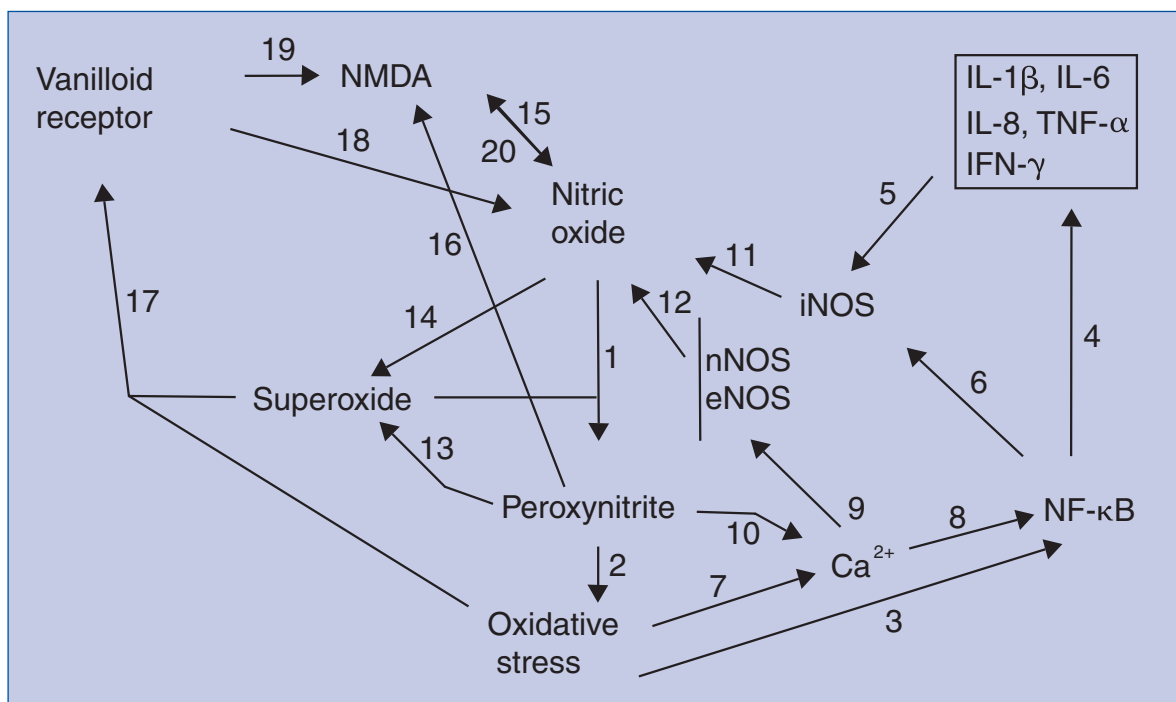 19
Vanilloid
receptor
NMDA
IL-1β, IL-6
IL-8, TNF-α
IFN-γ
15
20
18
Nitric
oxide
5
16
11
12
iNOS
17
14
1
nNOS
eNOS
4
6
Superoxide
13
Peroxynitrite
10
9
8
NF-κB
2
Ca2+
7
3
Oxidative
stress